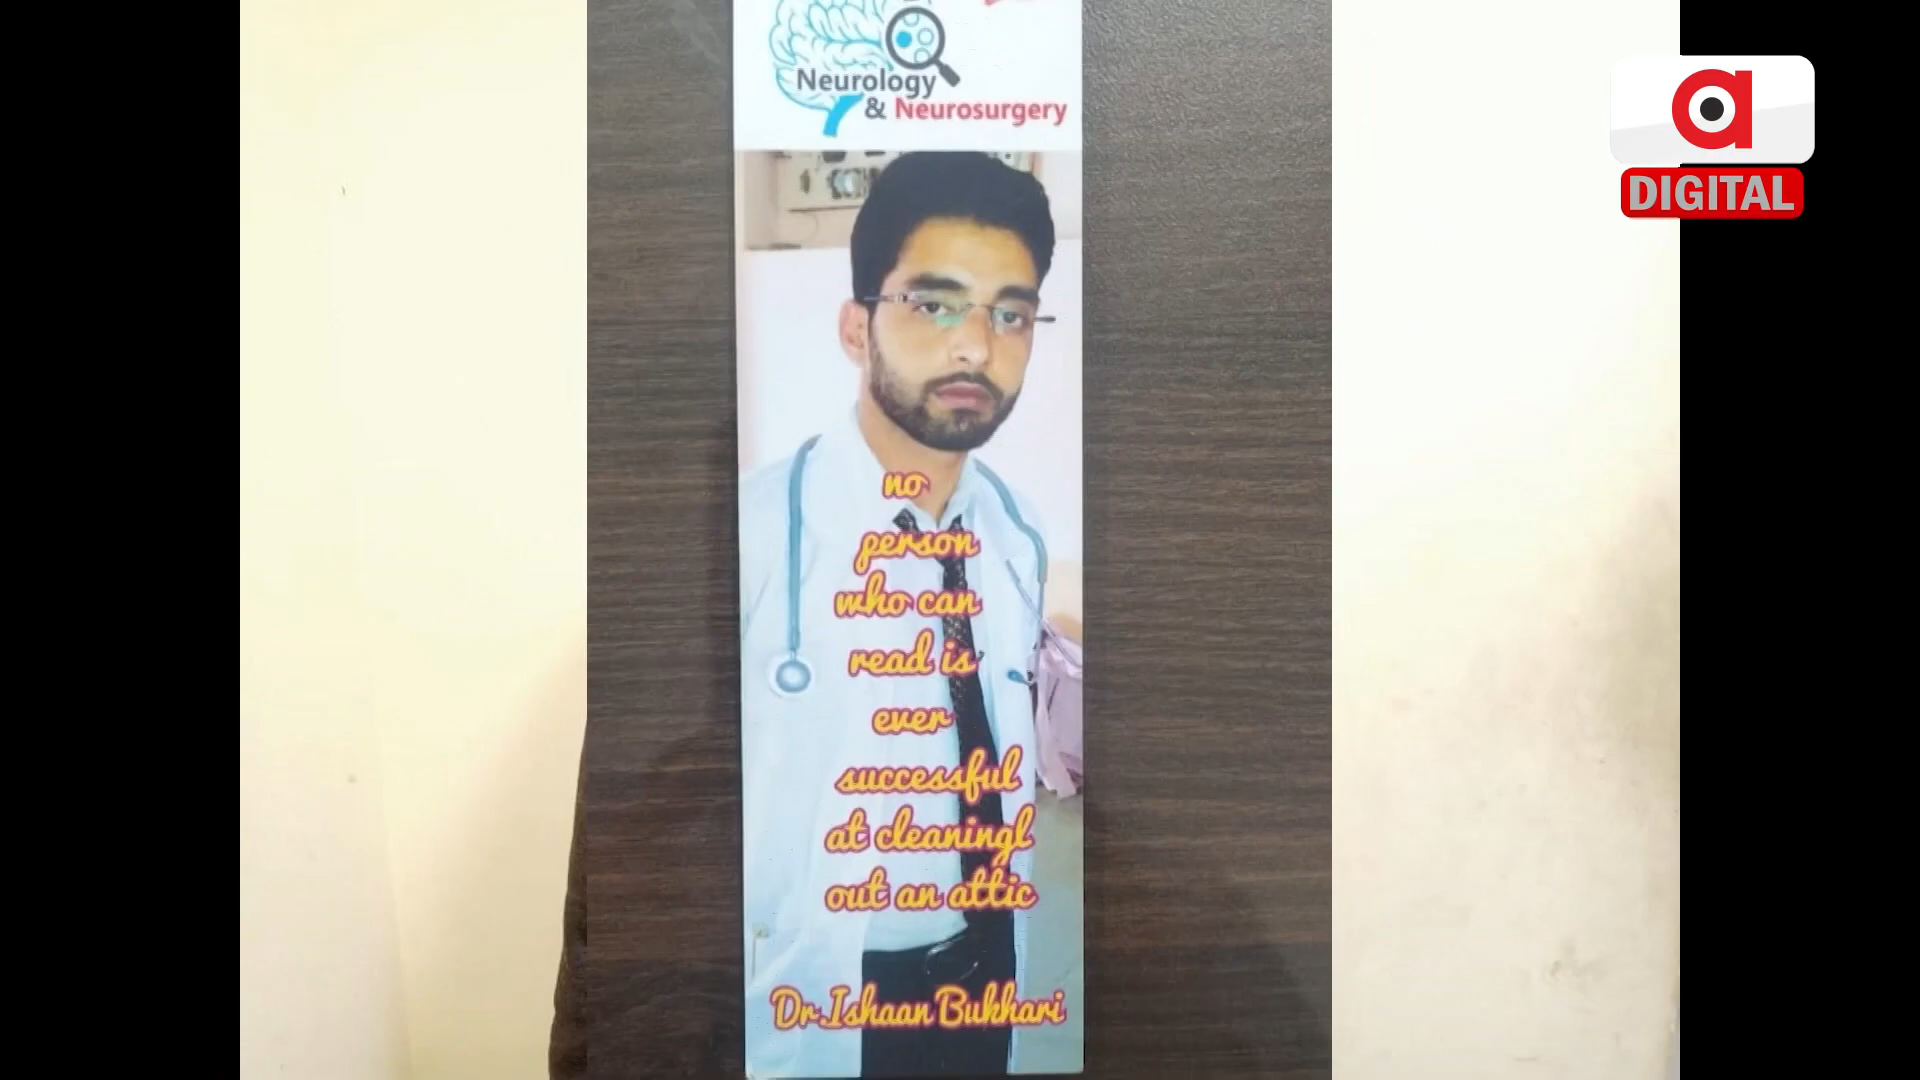 Neurology
& Neurosurgery
no
person
who can
read is
ever
successful
at cleaningl
out an attic
Dr.Ishaan Bukhari
a
DIGITAL